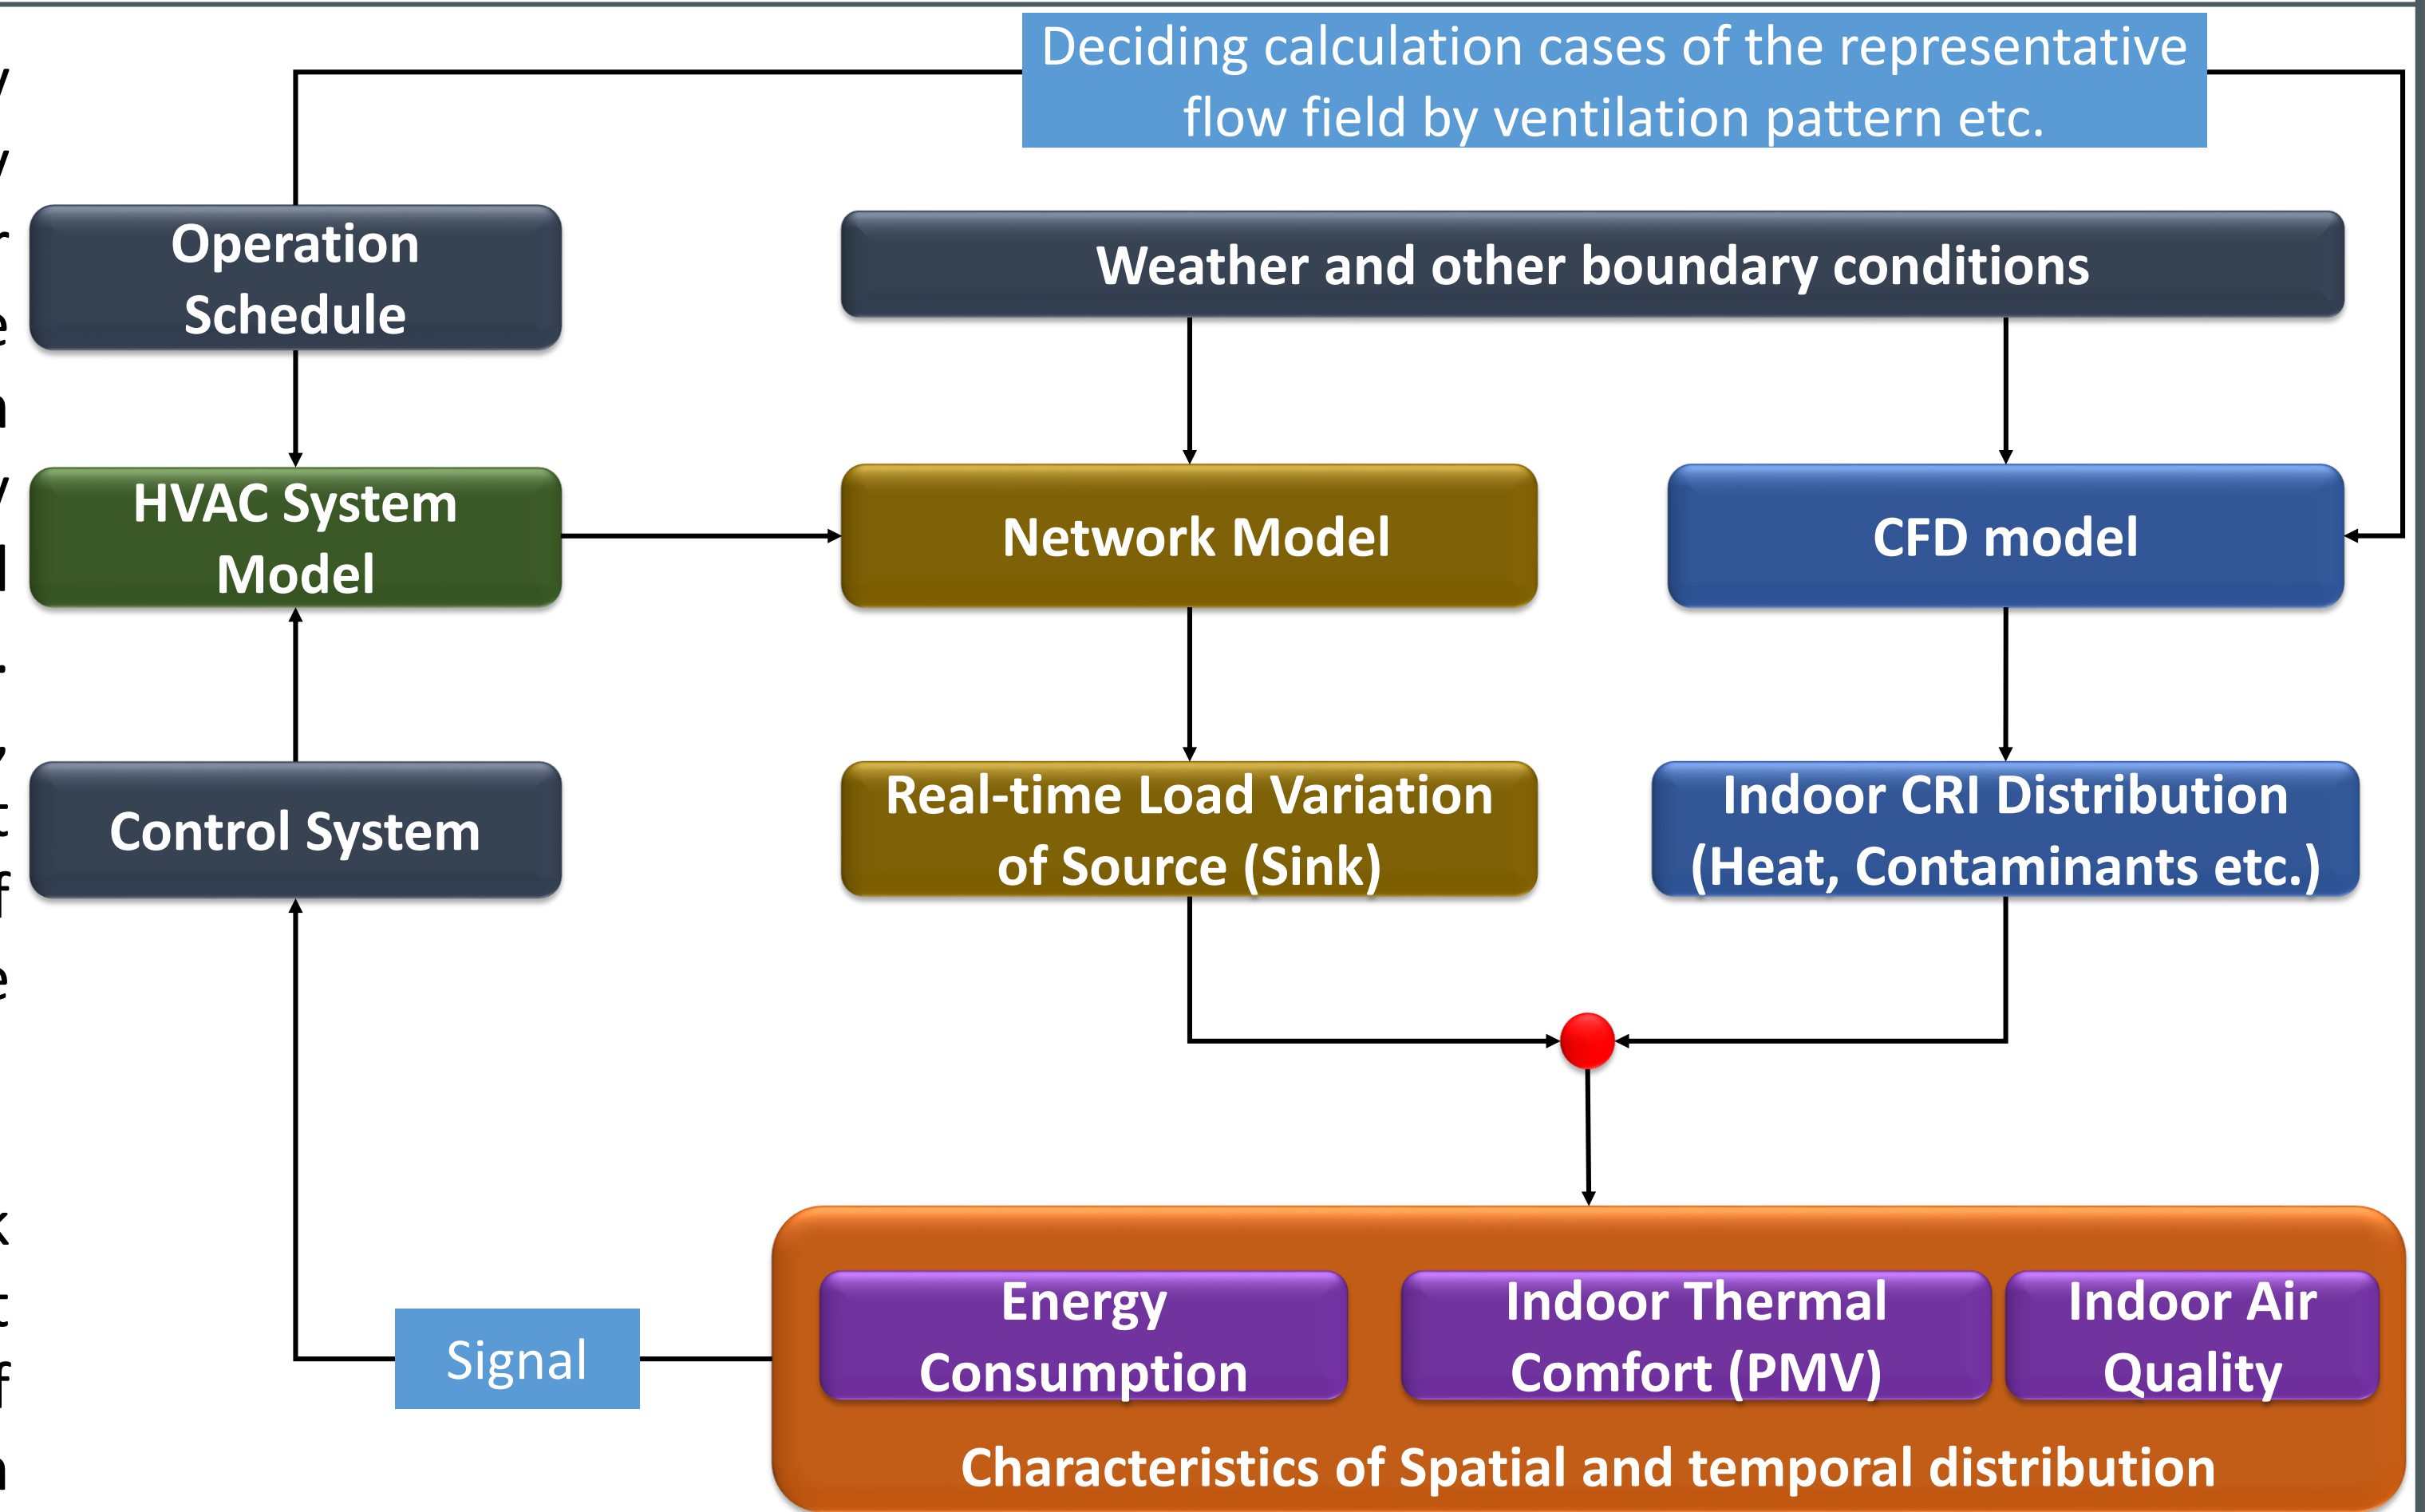 Deciding calculation cases of the representative
flow field by ventilation pattern etc.
Operation
Schedule
Weather and other boundary conditions
HVAC System
Model
Network Model
CFD model
Control System
Real-time Load Variation
of Source (Sink)
Indoor CRI Distribution
(Heat, Contaminants etc.)
Signal
Energy
Consumption
Indoor Thermal
Comfort (PMV)
Indoor Air
Quality
Characteristics of Spatial and temporal distribution